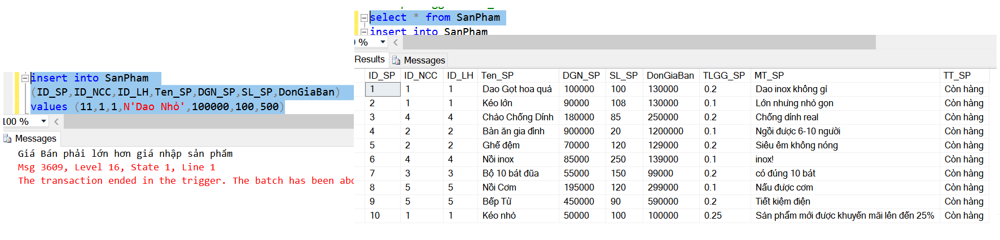 insert into SanPham
(ID_SP,ID_NCC,ID_LH,Ten_SP,DGN_SP,SL_SP,DonGiaBan)
values (11,1,1,N'Dao Nhỏ',100000,100,500)
100 %
Messages
Giá Bán phải lớn hơn giá nhập sản phẩm
Msg 3609, Level 16, State 1, Line 1
The transaction ended in the trigger. The batch has been abo
select * from SanPham
insert into SanPham
0 %
Results Messages
ID_SP ID_NCC ID_LH Ten_SP DGN_SP SL_SP DonGiaBan TLGG_SP MT_SP TT_SP
1 1 1 Dao Gọt hoa quả 100000 100 130000 0.2 Dao inox không gỉ Còn hàng
2 1 1 Kéo lớn 90000 108 130000 0.1 Lớn nhưng nhỏ gọn Còn hàng
3 4 4 Chảo Chống Dính 180000 85 250000 0.2 Chống dính real Còn hàng
4 2 2 Bàn ăn gia đình 900000 20 1200000 0.1 Ngồi được 6-10 người Còn hàng
5 2 2 Ghế đệm 70000 120 129000 0.2 Siêu êm không nóng Còn hàng
6 4 4 Nồi inox 85000 250 139000 0.1 inox! Còn hàng
7 3 3 Bộ 10 bát đũa 55000 150 99000 0.2 có đúng 10 bát Còn hàng
8 5 5 Nồi Cơm 195000 120 299000 0.1 Nấu được cơm Còn hàng
9 5 5 Bếp Từ 450000 90 590000 0.2 Tiết kiệm điện Còn hàng
10 1 1 Kéo nhỏ 50000 100 100000 0.25 Sản phẩm mới được khuyến mãi lên đến 25% Còn hàng